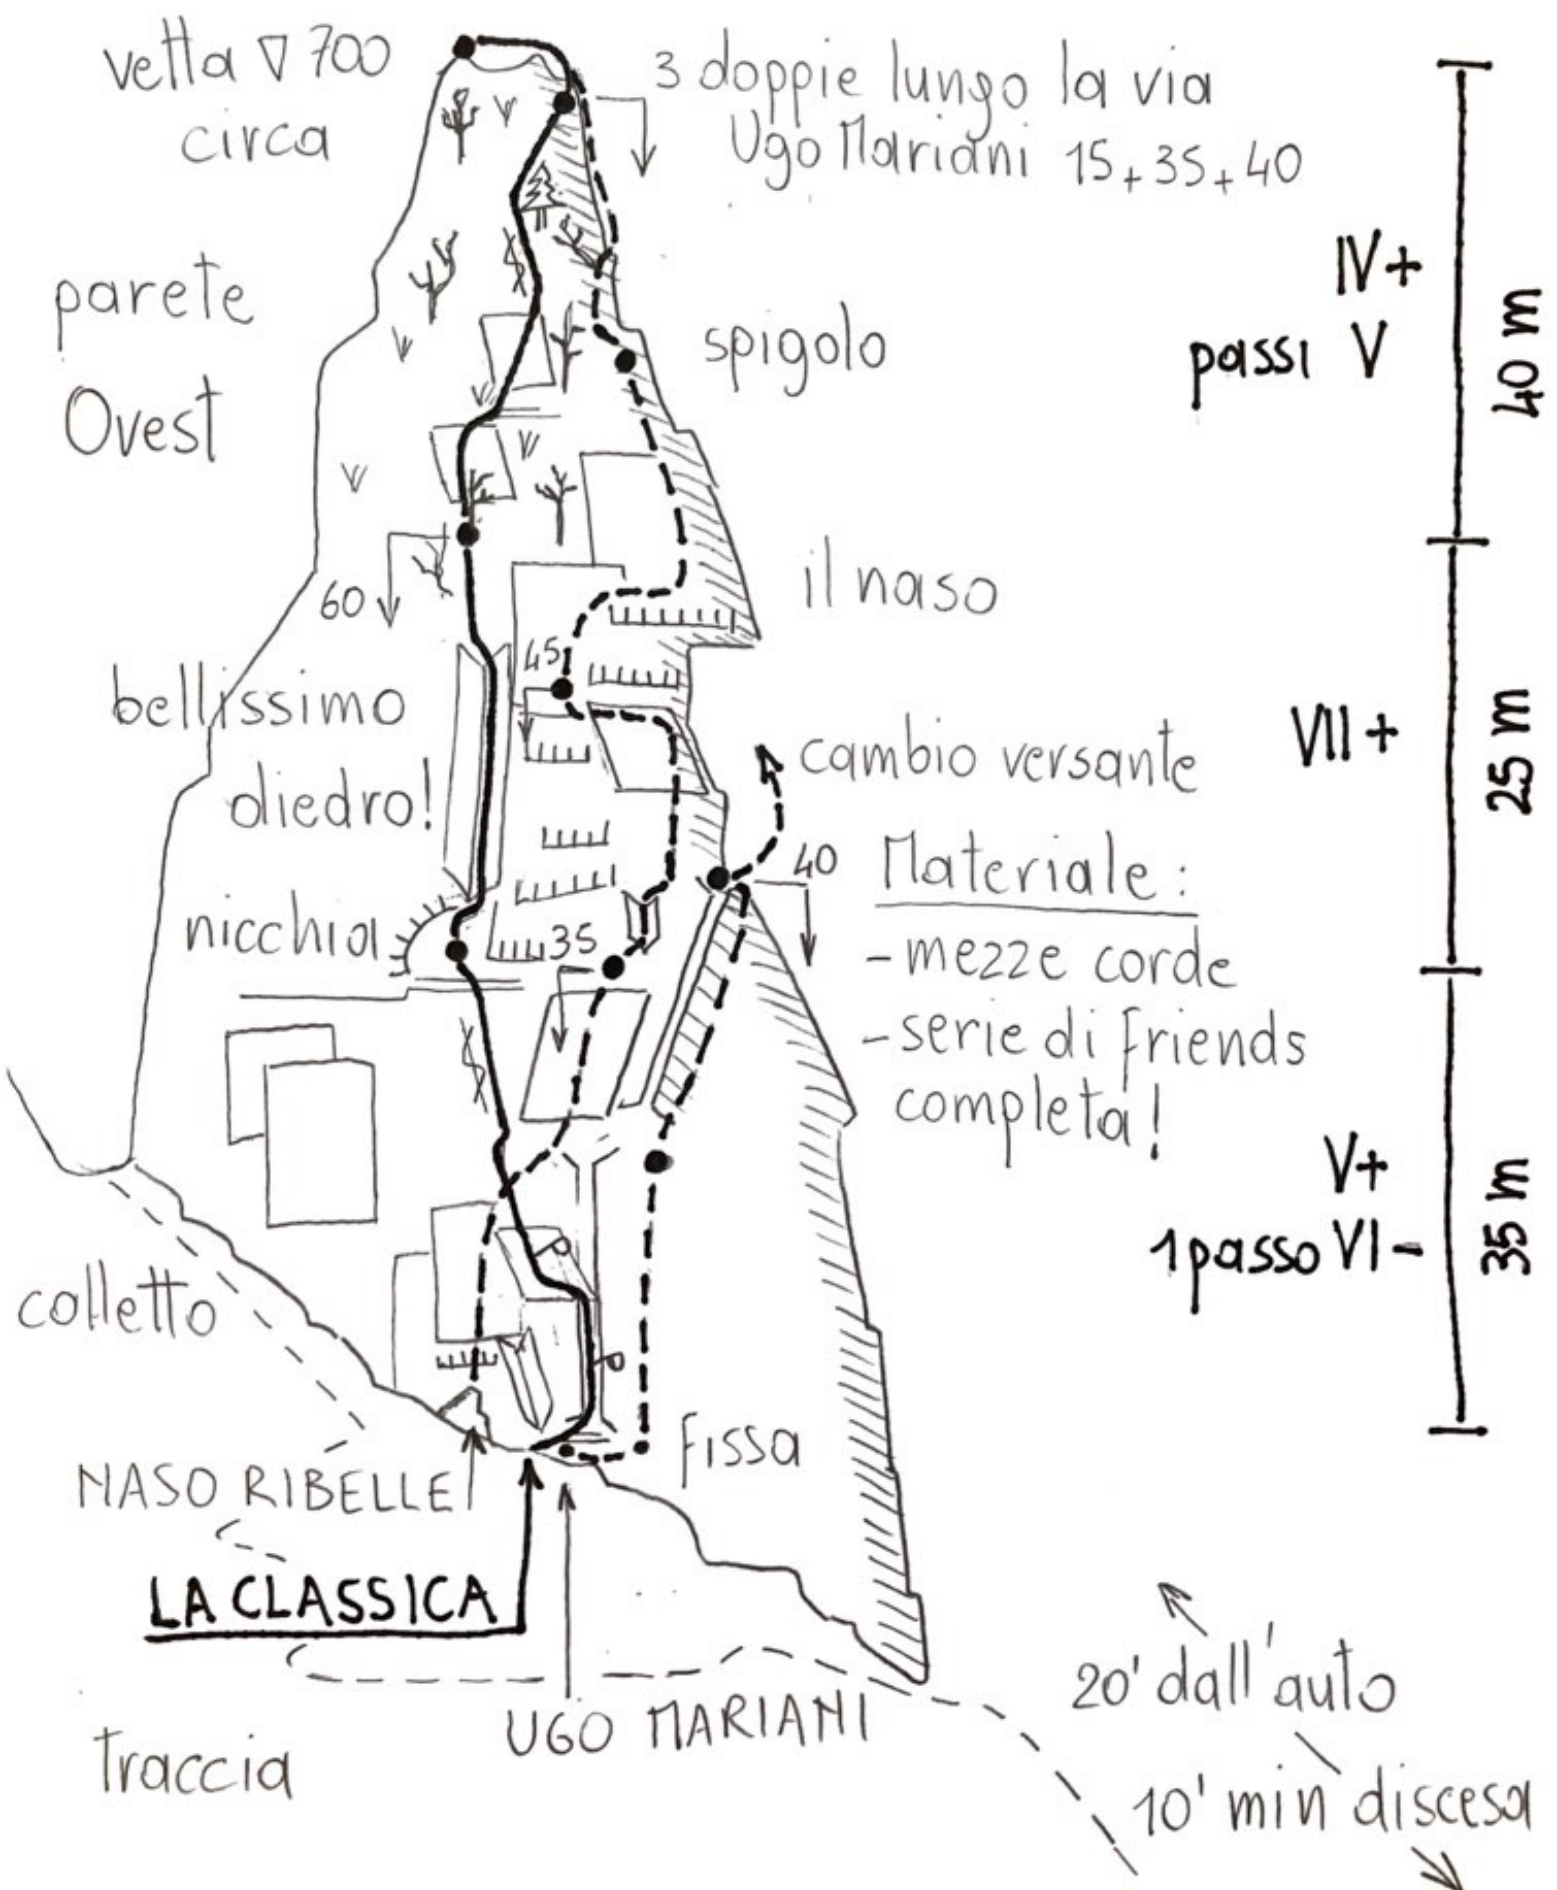 vetta ▽ 700
circa
3 doppie lungo la via
Ugo Mariani 15+35+40
parete
Ovest
spigolo
IV+
passi V
40 m
60
il naso
45
bellissimo
diedro!
cambio versante
VII+
25 m
40
Materiale:
nicchia
35
- mezze corde
- serie di friends
completa!
V+
1 passo VI-
35 m
colletto
fissa
NASO RIBELLE
LA CLASSICA
UGO MARIANI
20' dall'auto
Traccia
10' min discesa